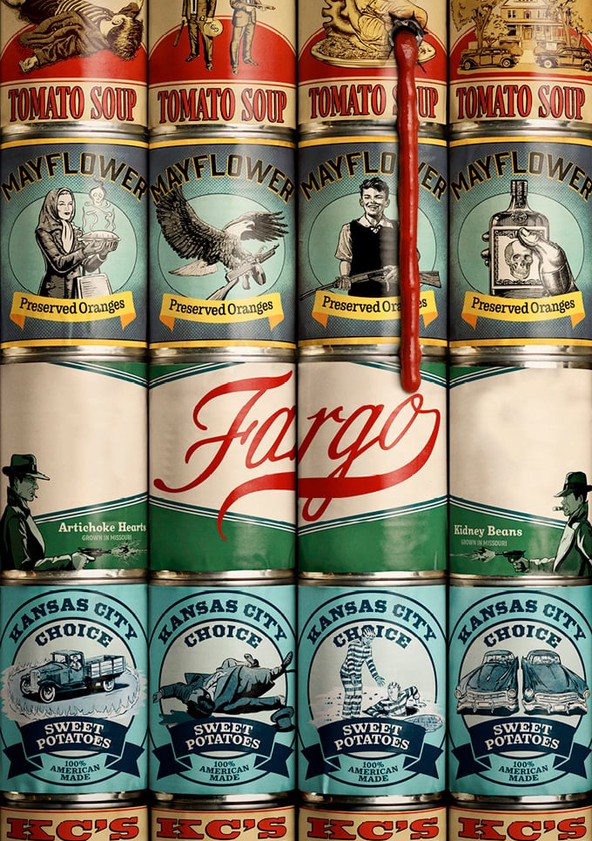 TOMATO SOUP
TOMATO SOUP
TOMATO SOUP
TOMATO SOUP
MAYFLOWER
MAYFLOWER
MAYFLOWER
MAYFLOWER
Preserved Oranges
Preserved Oranges
Preserved Oranges
Preserved Oranges
Fargo
Artichoke Hearts
GROWN IN MISSOURI
Kidney Beans
GROWN IN MISSOURI
KANSAS CITY
CHOICE
SWEET
POTATOES
100%
AMERICAN
MADE
KANSAS CITY
CHOICE
SWEET
POTATOES
100%
AMERICAN
MADE
KANSAS CITY
CHOICE
SWEET
POTATOES
100%
AMERICAN
MADE
KANSAS CITY
CHOICE
SWEET
POTATOES
100%
AMERICAN
MADE
KC'S
KC'S
KC'S
KC'S